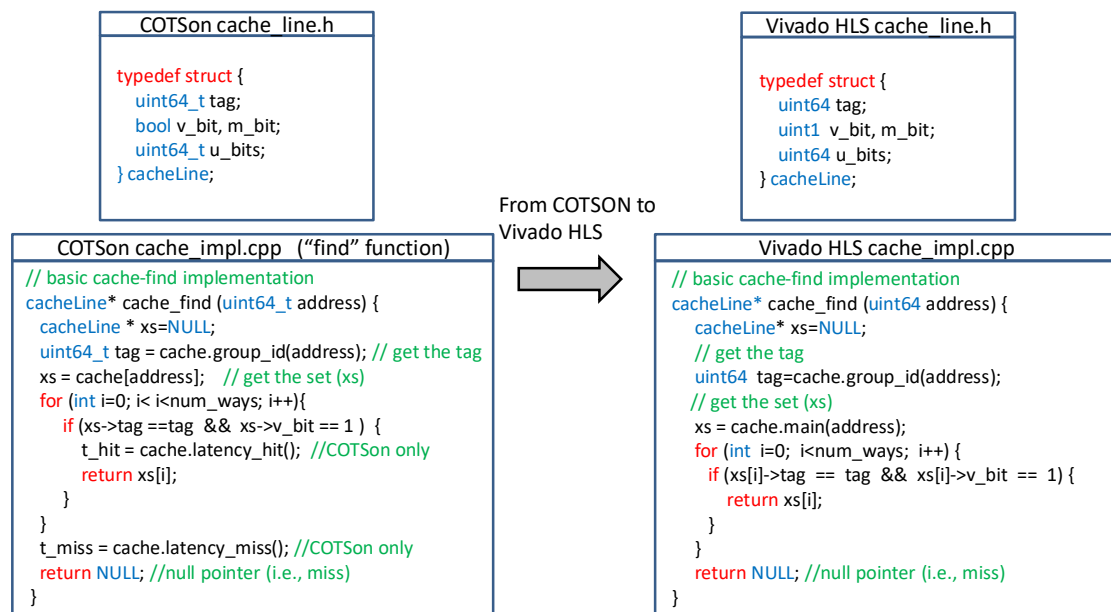 COTSon cache_line.h
typedef struct {
uint64_t tag;
bool v_bit, m_bit;
uint64_t u_bits;
} cacheLine;
Vivado HLS cache_line.h
typedef struct {
uint64 tag;
uint1 v_bit, m_bit;
uint64 u_bits;
} cacheLine;
From COTSON to
Vivado HLS
COTSon cache_impl.cpp ("find" function)
// basic cache-find implementation
cacheLine* cache_find (uint64_t address) {
cacheLine * xs=NULL;
uint64_t tag = cache.group_id(address); // get the tag
xs = cache[address]; // get the set (xs)
for (int i=0; i< i<num_ways; i++){
if (xs->tag ==tag && xs->v_bit == 1 ) {
t_hit = cache.latency_hit(); //COTSon only
return xs[i];
}
}
t_miss = cache.latency_miss(); //COTSon only
return NULL; //null pointer (i.e., miss)
}
Vivado HLS cache_impl.cpp
// basic cache-find implementation
cacheLine* cache_find (uint64 address) {
cacheLine* xs=NULL;
// get the tag
uint64 tag=cache.group_id(address);
// get the set (xs)
xs = cache.main(address);
for (int i=0; i<num_ways; i++) {
if (xs[i]->tag == tag && xs[i]->v_bit == 1) {
return xs[i];
}
}
return NULL; //null pointer (i.e., miss)
}